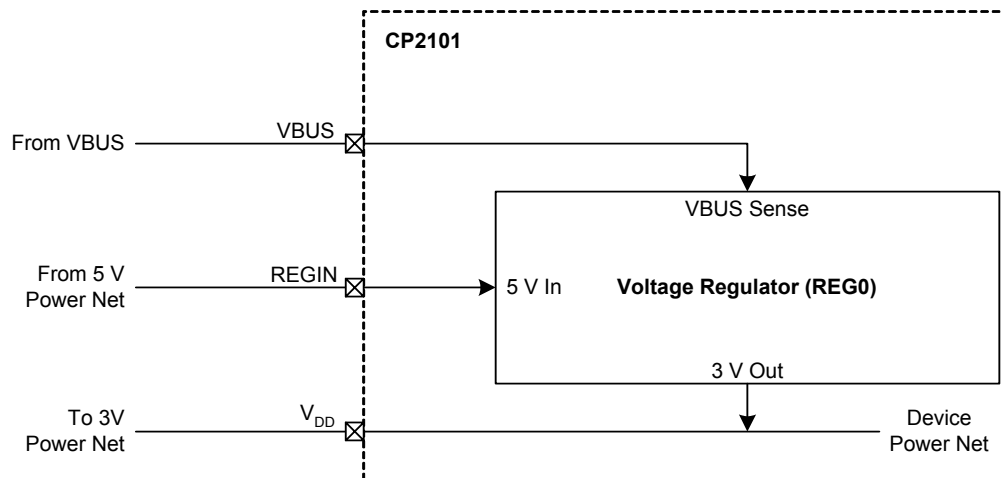 CP2101
From VBUS
VBUS
VBUS Sense
From 5 V
Power Net
REGIN
5 V In
Voltage Regulator (REG0)
3 V Out
To 3V
Power Net
VDD
Device
Power Net